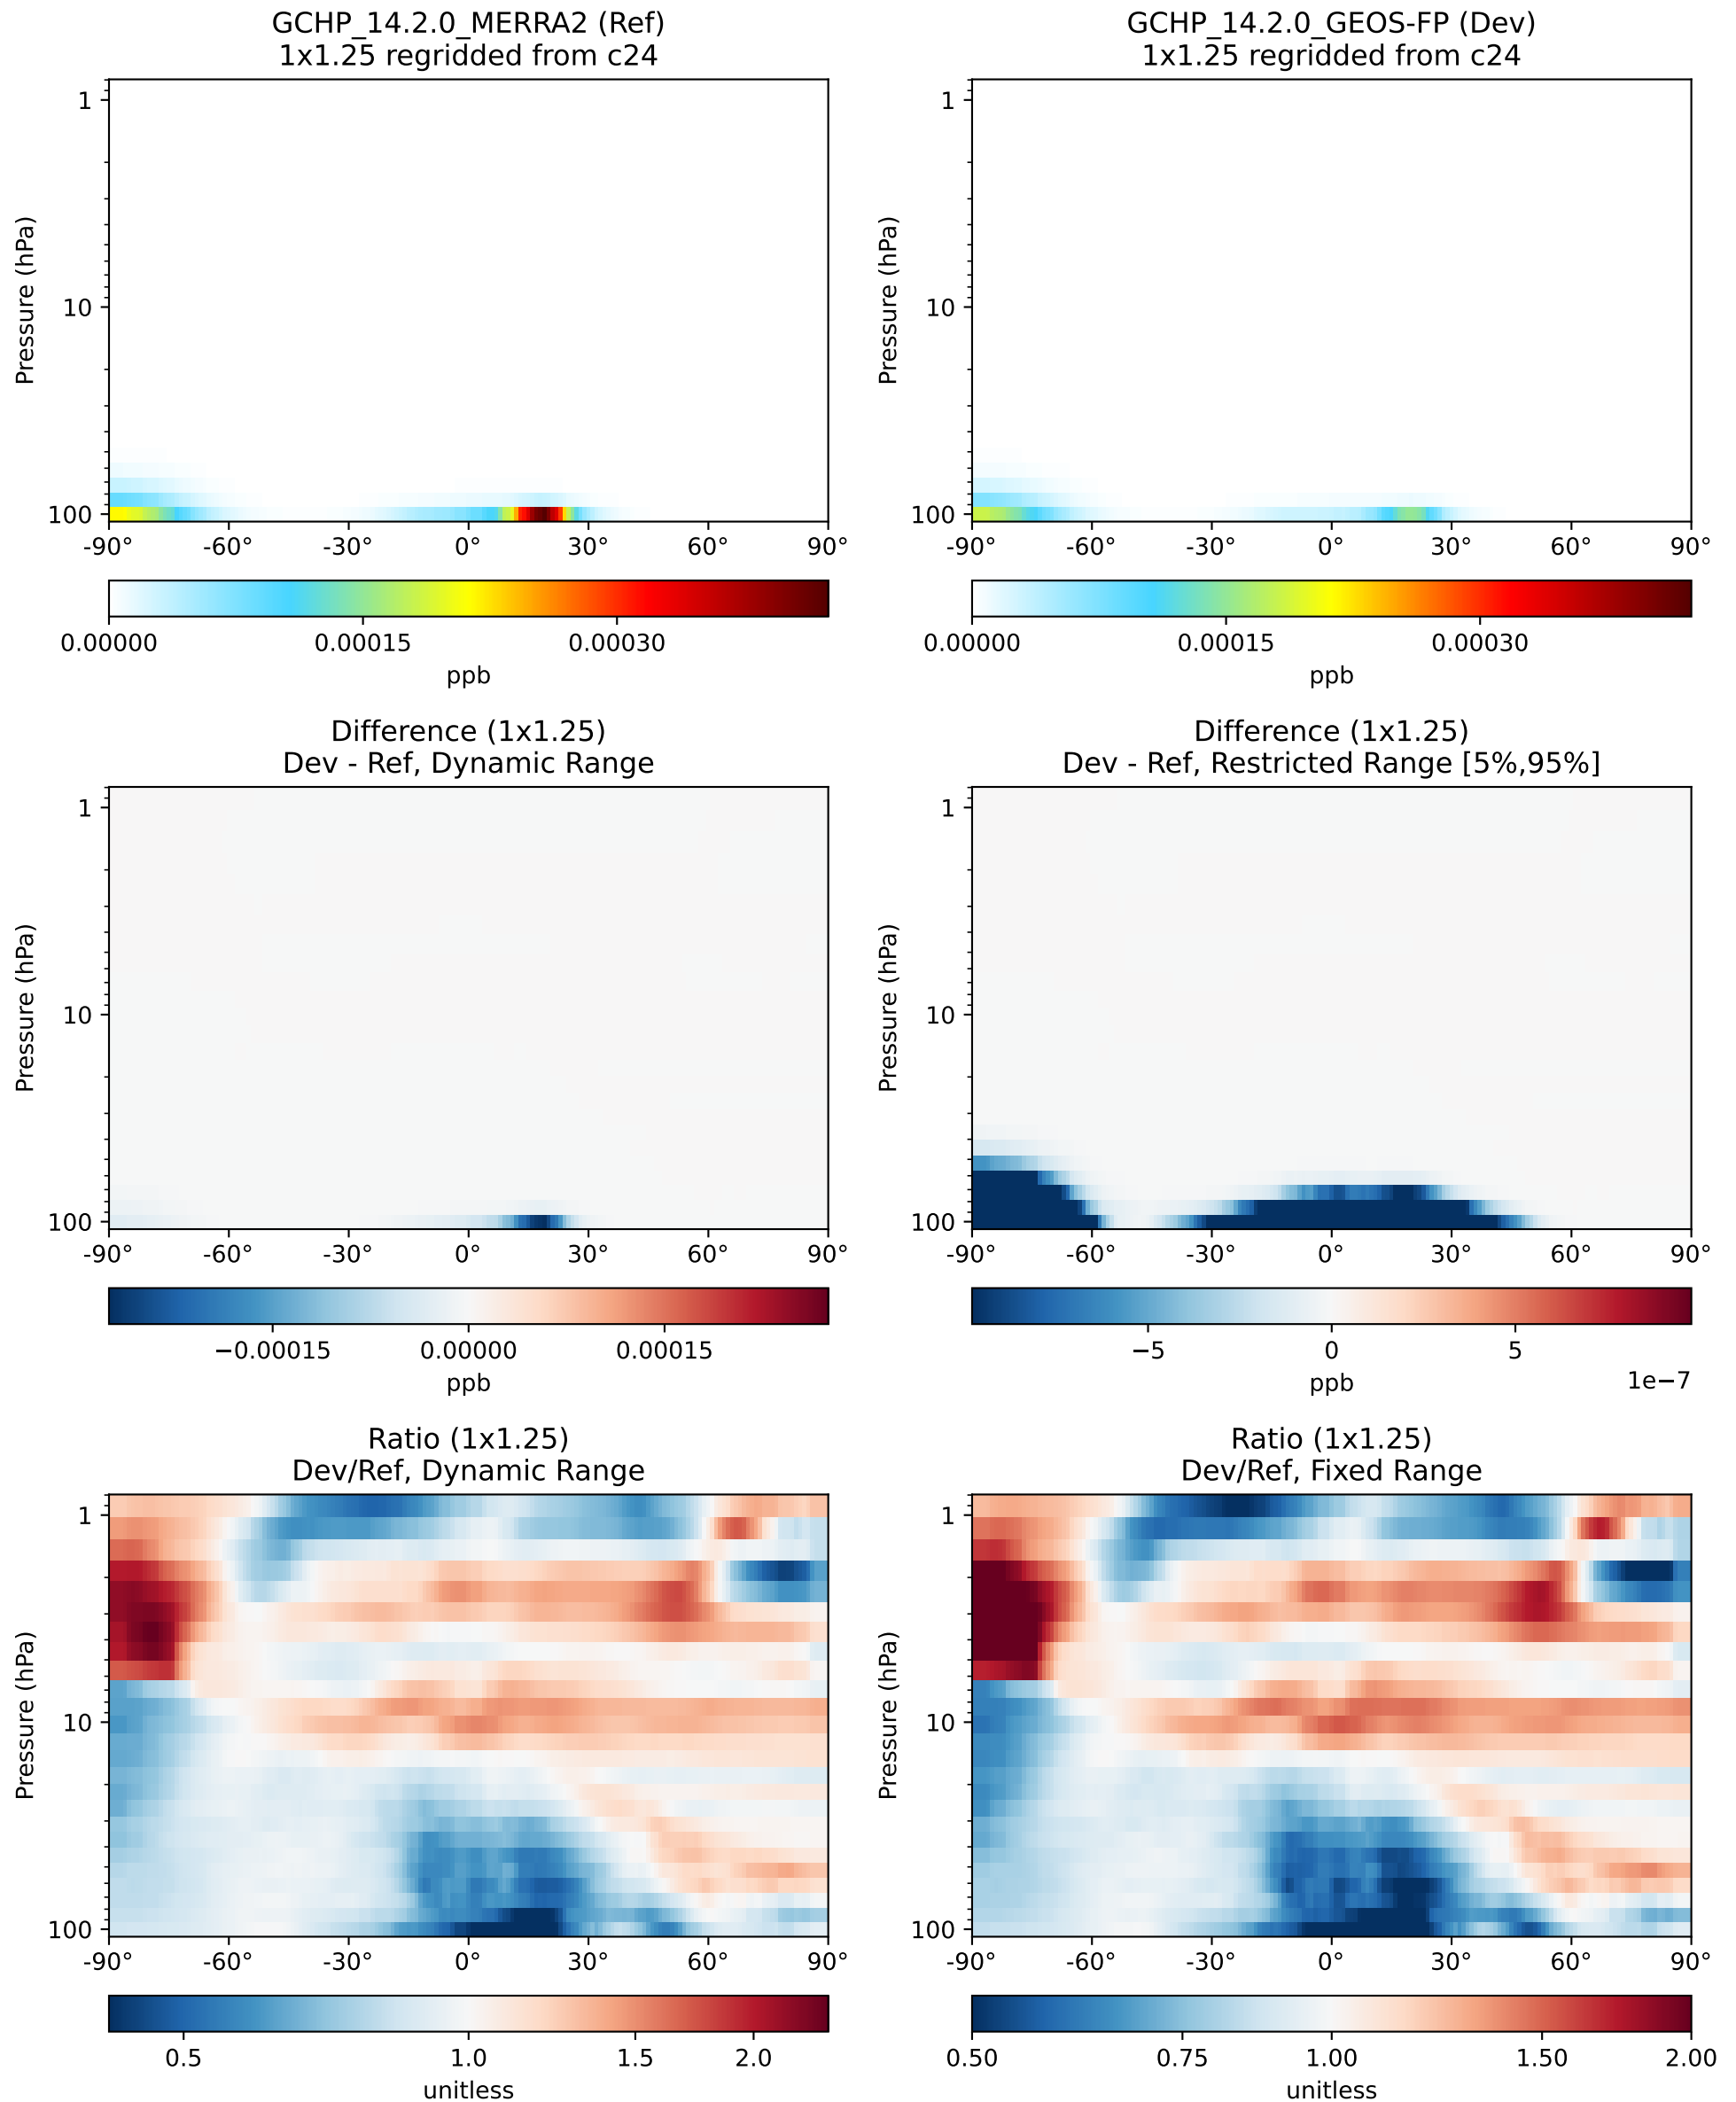 GCHP_14.2.0_MERRA2 (Ref)
1x1.25 regridded from c24
Pressure (hPa)
1
10
100
-90° -60° -30° 0° 30° 60° 90°
0.00000 0.00015 0.00030
ppb
GCHP_14.2.0_GEOS-FP (Dev)
1x1.25 regridded from c24
Pressure (hPa)
1
10
100
-90° -60° -30° 0° 30° 60° 90°
0.00000 0.00015 0.00030
ppb
Difference (1x1.25)
Dev - Ref, Dynamic Range
Pressure (hPa)
1
10
100
-90° -60° -30° 0° 30° 60° 90°
−0.00015 0.00000 0.00015
ppb
Difference (1x1.25)
Dev - Ref, Restricted Range [5%,95%]
Pressure (hPa)
1
10
100
-90° -60° -30° 0° 30° 60° 90°
−5 0 5
ppb
1e−7
Ratio (1x1.25)
Dev/Ref, Dynamic Range
Pressure (hPa)
1
10
100
-90° -60° -30° 0° 30° 60° 90°
0.5 1.0 1.5 2.0
unitless
Ratio (1x1.25)
Dev/Ref, Fixed Range
Pressure (hPa)
1
10
100
-90° -60° -30° 0° 30° 60° 90°
0.50 0.75 1.00 1.50 2.00
unitless